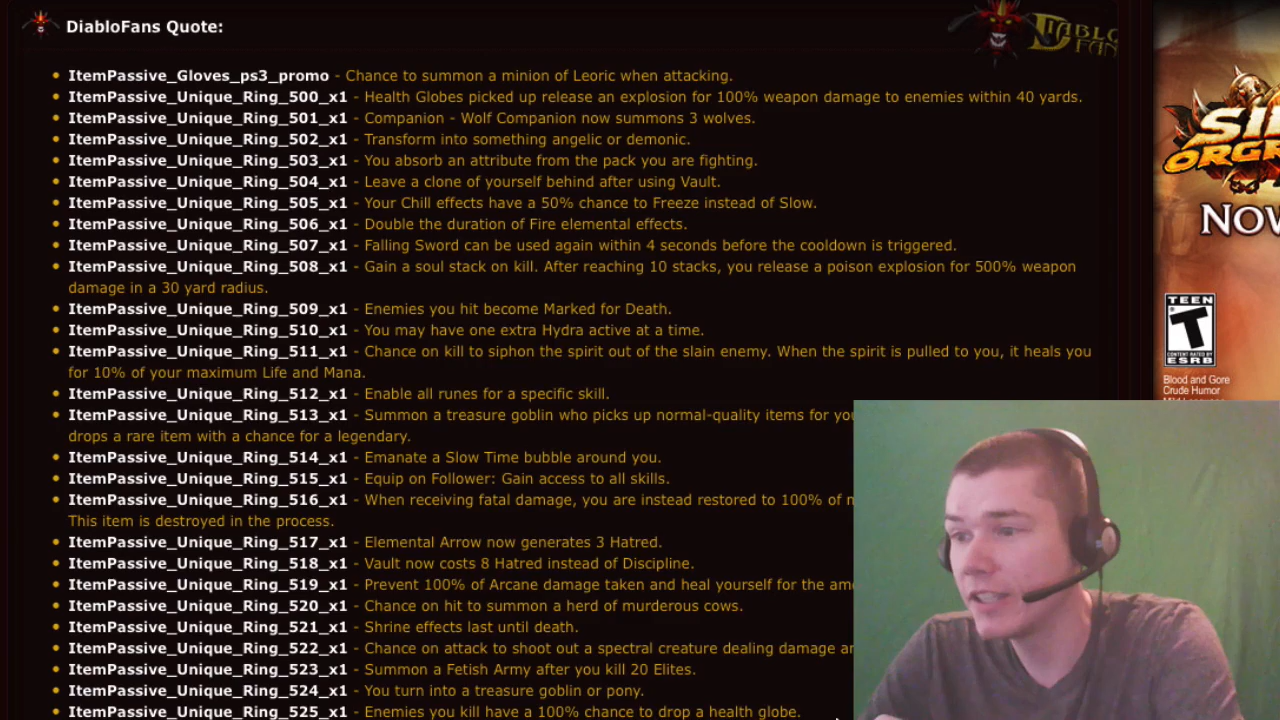 DiabloFans Quote:
DIABLO
FAN
ItemPassive_Gloves_ps3_promo - Chance to summon a minion of Leoric when attacking.
ItemPassive_Unique_Ring_500_x1 - Health Globes picked up release an explosion for 100% weapon damage to enemies within 40 yards.
ItemPassive_Unique_Ring_501_x1 - Companion - Wolf Companion now summons 3 wolves.
ItemPassive_Unique_Ring_502_x1 - Transform into something angelic or demonic.
ItemPassive_Unique_Ring_503_x1 - You absorb an attribute from the pack you are fighting.
ItemPassive_Unique_Ring_504_x1 - Leave a clone of yourself behind after using Vault.
ItemPassive_Unique_Ring_505_x1 - Your Chill effects have a 50% chance to Freeze instead of Slow.
ItemPassive_Unique_Ring_506_x1 - Double the duration of Fire elemental effects.
ItemPassive_Unique_Ring_507_x1 - Falling Sword can be used again within 4 seconds before the cooldown is triggered.
ItemPassive_Unique_Ring_508_x1 - Gain a soul stack on kill. After reaching 10 stacks, you release a poison explosion for 500% weapon
damage in a 30 yard radius.
ItemPassive_Unique_Ring_509_x1 - Enemies you hit become Marked for Death.
ItemPassive_Unique_Ring_510_x1 - You may have one extra Hydra active at a time.
ItemPassive_Unique_Ring_511_x1 - Chance on kill to siphon the spirit out of the slain enemy. When the spirit is pulled to you, it heals you
for 10% of your maximum Life and Mana.
ItemPassive_Unique_Ring_512_x1 - Enable all runes for a specific skill.
ItemPassive_Unique_Ring_513_x1 - Summon a treasure goblin who picks up normal-quality items for you
drops a rare item with a chance for a legendary.
ItemPassive_Unique_Ring_514_x1 - Emanate a Slow Time bubble around you.
ItemPassive_Unique_Ring_515_x1 - Equip on Follower: Gain access to all skills.
ItemPassive_Unique_Ring_516_x1 - When receiving fatal damage, you are instead restored to 100% of
This item is destroyed in the process.
ItemPassive_Unique_Ring_517_x1 - Elemental Arrow now generates 3 Hatred.
ItemPassive_Unique_Ring_518_x1 - Vault now costs 8 Hatred instead of Discipline.
ItemPassive_Unique_Ring_519_x1 - Prevent 100% of Arcane damage taken and heal yourself for the
ItemPassive_Unique_Ring_520_x1 - Chance on hit to summon a herd of murderous cows.
ItemPassive_Unique_Ring_521_x1 - Shrine effects last until death.
ItemPassive_Unique_Ring_522_x1 - Chance on attack to shoot out a spectral creature dealing damage
ItemPassive_Unique_Ring_523_x1 - Summon a Fetish Army after you kill 20 Elites.
ItemPassive_Unique_Ring_524_x1 - You turn into a treasure goblin or pony.
ItemPassive_Unique_Ring_525_x1 - Enemies you kill have a 100% chance to drop a health globe.
SI
ORGR
NOW
TEEN
T
CONTENT RATED BY
ESRB
Blood and Gore
Crude Humor